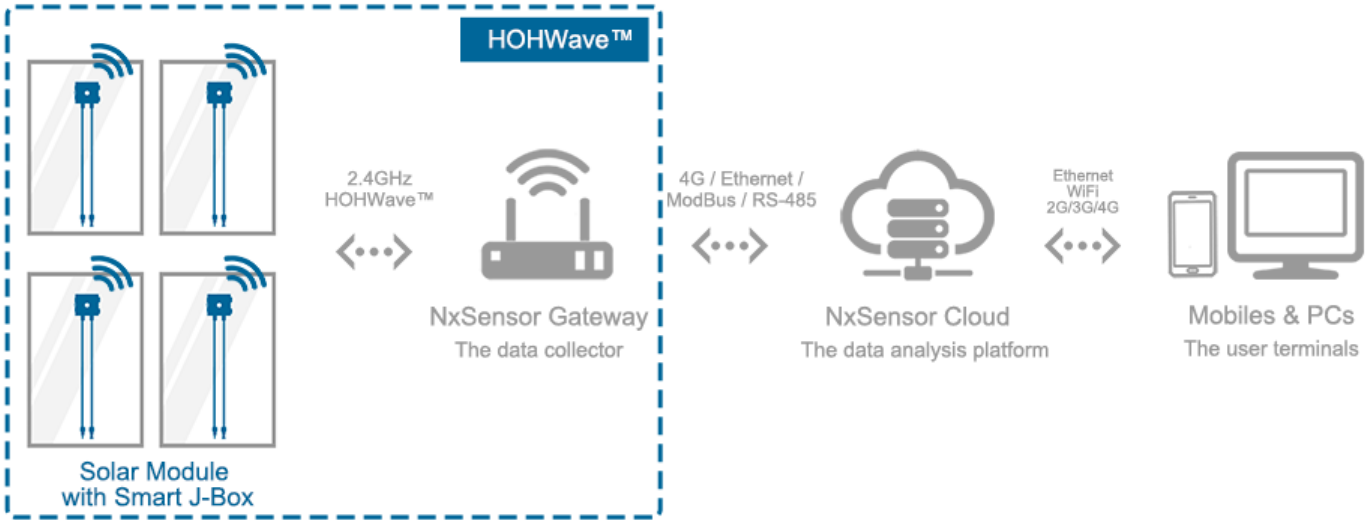 HOHWave™
2.4GHz
HOHWave™
4G / Ethernet /
ModBus / RS-485
Ethernet
WiFi
2G/3G/4G
NxSensor Gateway
The data collector
NxSensor Cloud
The data analysis platform
Mobiles & PCs
The user terminals
Solar Module
with Smart J-Box